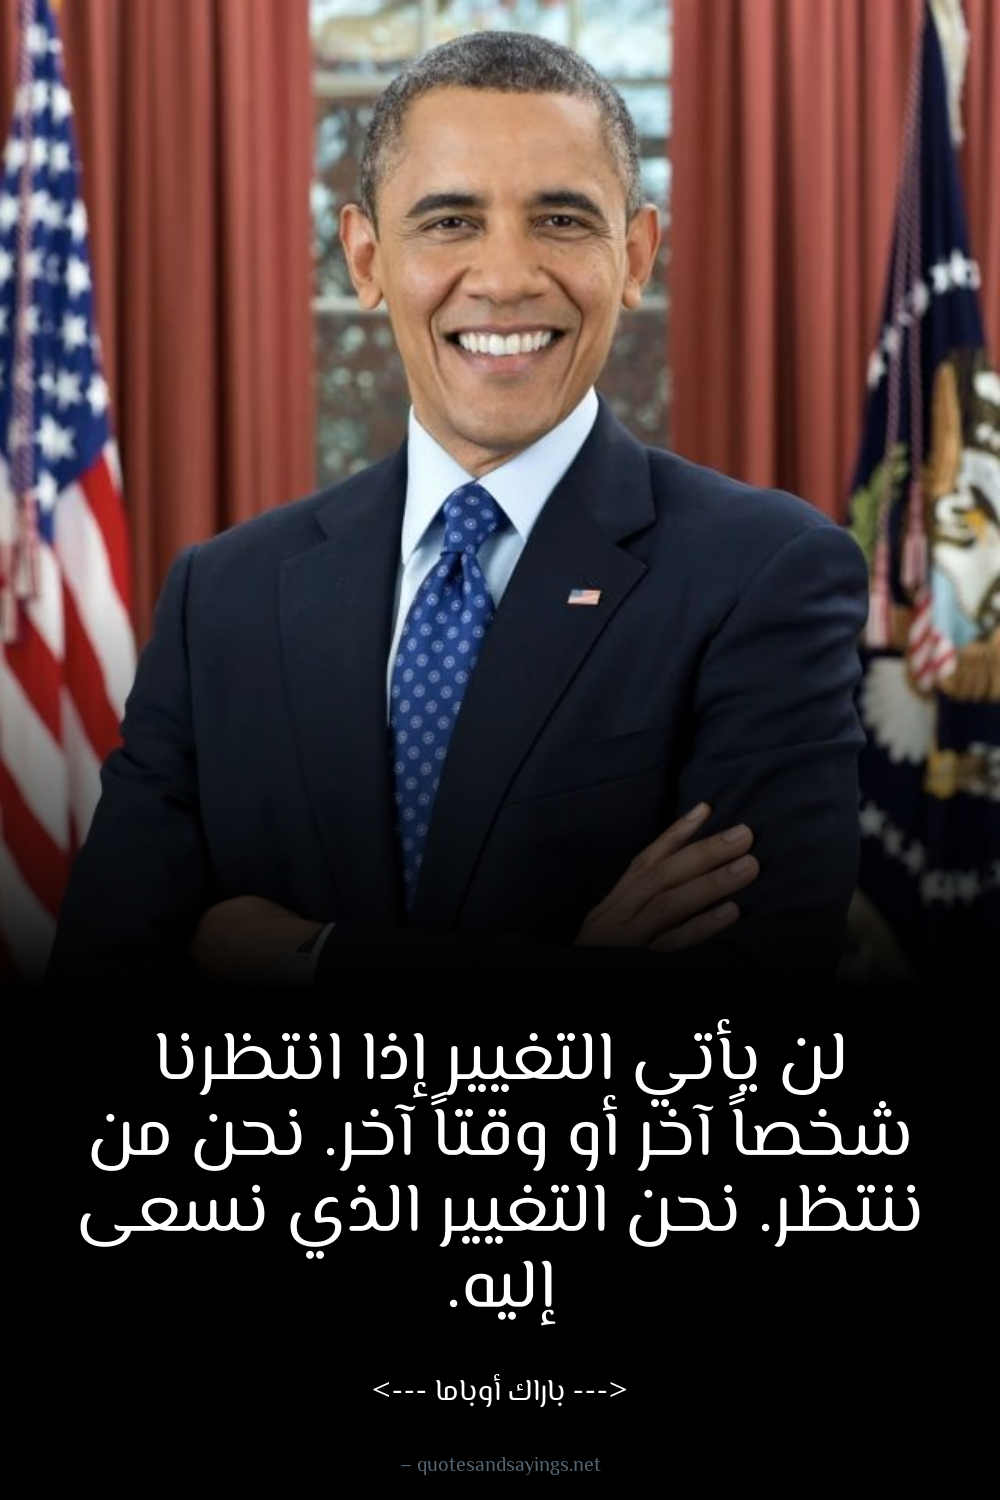 لن يأتي التغيير إذا انتظرنا
شخصاً آخر أو وقتاً آخر. نحن من
ننتظر. نحن التغيير الذي نسعى
إليه.
<--- باراك أوباما --->
– quotesandsayings.net